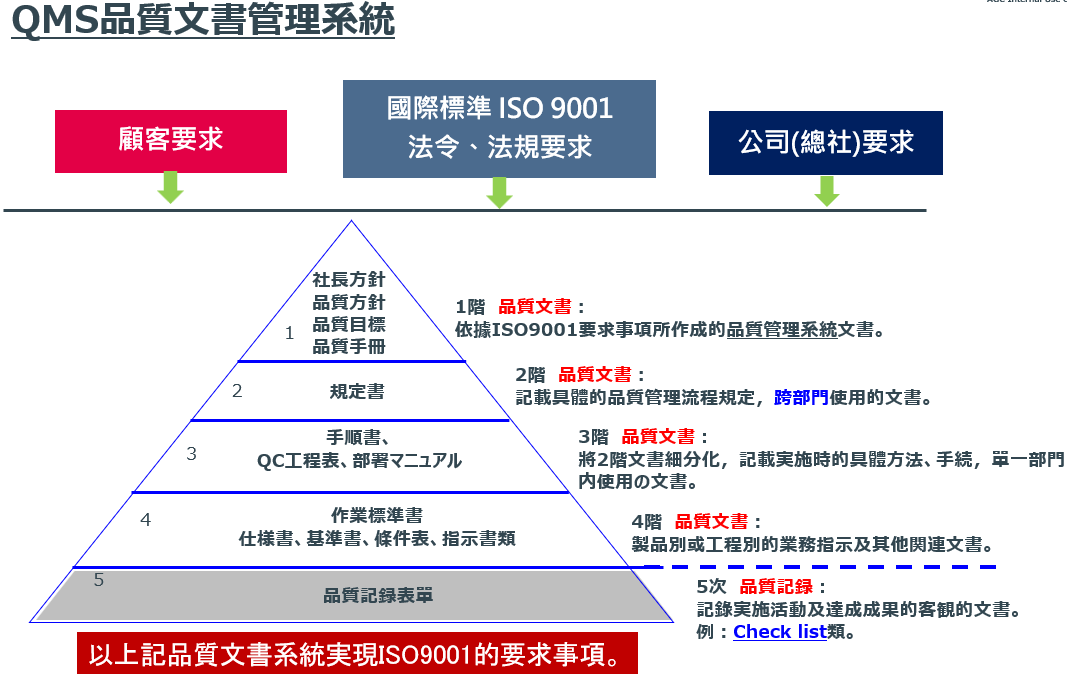 QMS品質文書管理系統
顧客要求
國際標準 ISO 9001
法令、法規要求
公司(總社)要求
社長方針
品質方針
品質目標
品質手冊
1
1階 品質文書：
依據ISO9001要求事項所作成的品質管理系統文書。
2
規定書
2階 品質文書：
記載具體的品質管理流程規定，跨部門使用的文書。
3
手順書、
QC工程表、部署マニュアル
3階 品質文書：
將2階文書細分化，記載実施時的具體方法、手続，單一部門
内使用の文書。
4
作業標準書
仕様書、基準書、條件表、指示書類
4階 品質文書：
製品別或工程別的業務指示及其他関連文書。
5
品質記録表單
5次 品質記録：
記錄実施活動及達成成果的客観的文書。
例：Check list類。
以上記品質文書系統実現ISO9001的要求事項。